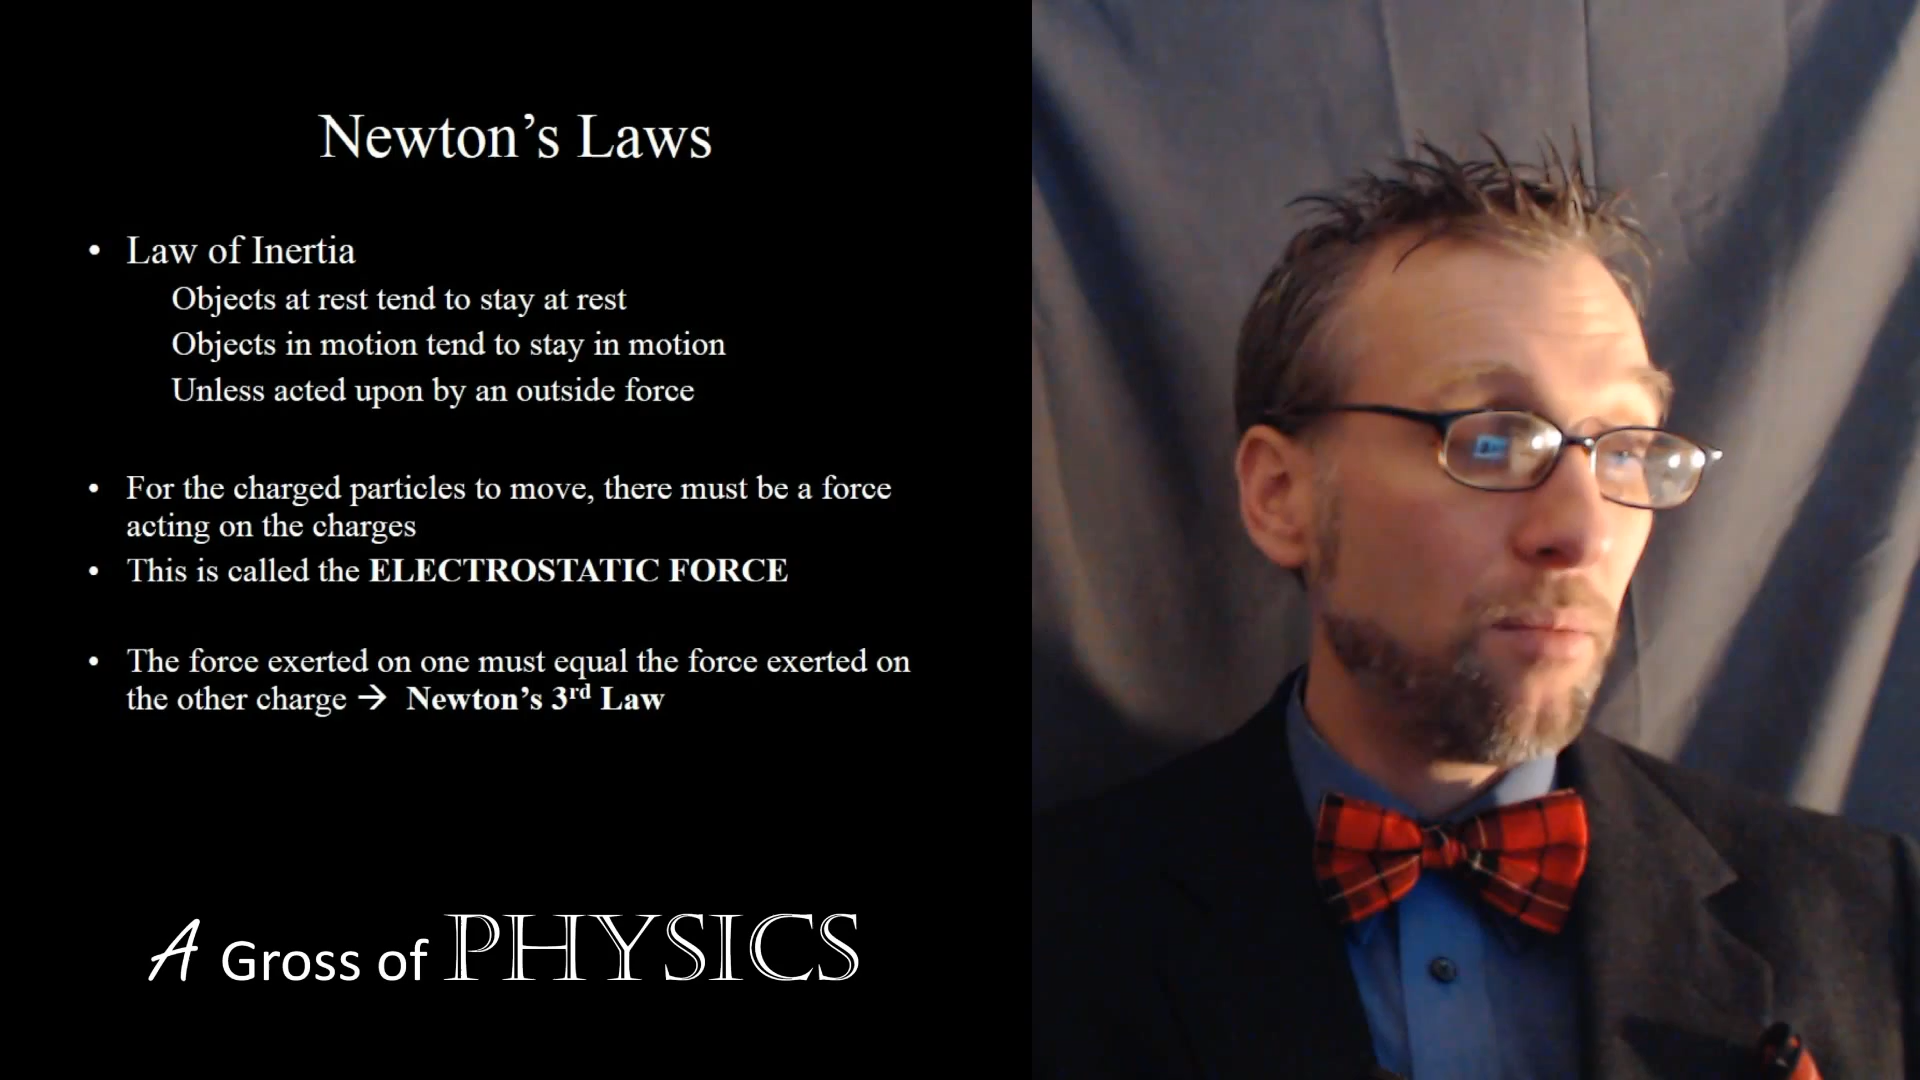 Newton’s Laws
• Law of Inertia
Objects at rest tend to stay at rest
Objects in motion tend to stay in motion
Unless acted upon by an outside force
• For the charged particles to move, there must be a force
acting on the charges
• This is called the ELECTROSTATIC FORCE
• The force exerted on one must equal the force exerted on
the other charge → Newton’s 3rd Law
A Gross of PHYSICS